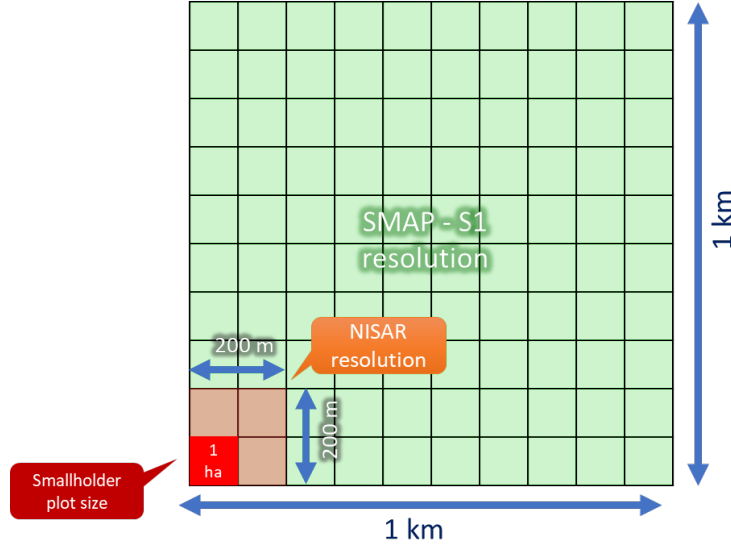 SMAP - S1
resolution
1 km
NISAR
resolution
200 m
200 m
1
ha
Smallholder
plot size
1 km